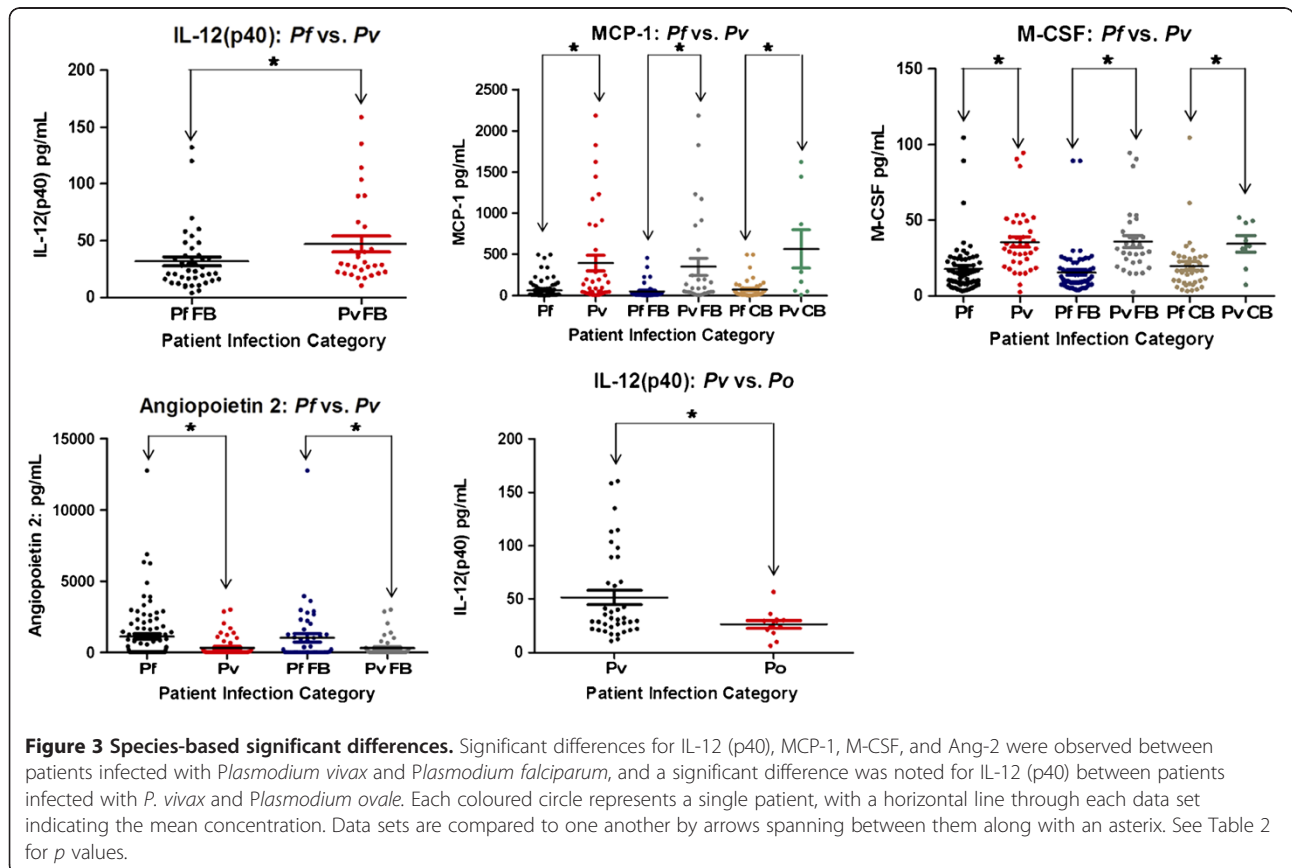 IL-12(p40): Pf vs. Pv
*
200
150
100
50
0
IL-12(p40) pg/mL
Pf FB Pv FB
Patient Infection Category
MCP-1: Pf vs. Pv
* * *
2500
2000
1500
1000
500
0
MCP-1 pg/mL
Pf Pv Pf FB Pv FB Pf CB Pv CB
Patient Infection Category
M-CSF: Pf vs. Pv
* * *
150
100
50
0
M-CSF pg/mL
Pf Pv Pf FB Pv FB Pf CB Pv CB
Patient Infection Category
Angiopoietin 2: Pf vs. Pv
* *
15000
10000
5000
0
Angiopoietin 2: pg/mL
Pf Pv Pf FB Pv FB
Patient Infection Category
IL-12(p40): Pv vs. Po
*
200
150
100
50
0
IL-12(p40) pg/mL
Pv Po
Patient Infection Category
Figure 3 Species-based significant differences. Significant differences for IL-12 (p40), MCP-1, M-CSF, and Ang-2 were observed between
patients infected with Plasmodium vivax and Plasmodium falciparum, and a significant difference was noted for IL-12 (p40) between patients
infected with P. vivax and Plasmodium ovale. Each coloured circle represents a single patient, with a horizontal line through each data set
indicating the mean concentration. Data sets are compared to one another by arrows spanning between them along with an asterix. See Table 2
for p values.